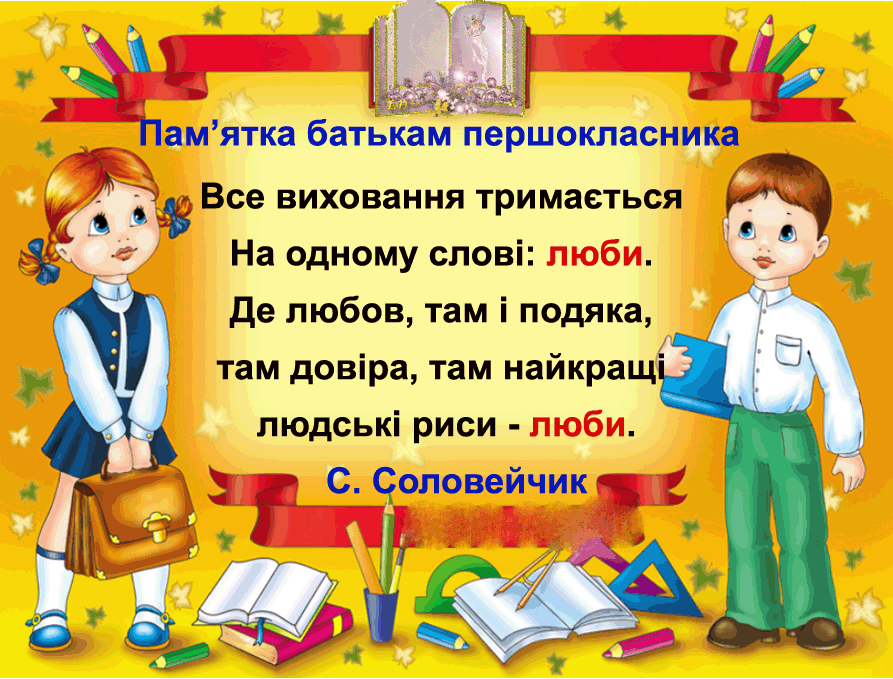 Пам’ятка батькам першокласника
Все виховання тримається
На одному слові: люби.
Де любов, там і подяка,
там довіра, там найкращі
людські риси - люби.
С. Соловейчик